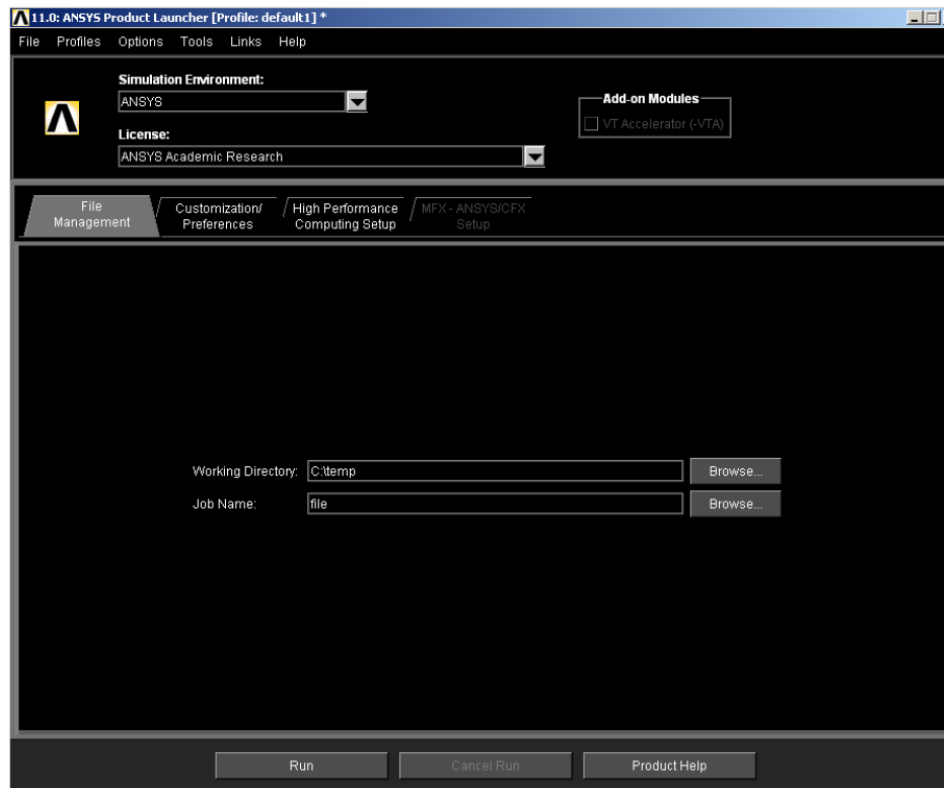 11.0: ANSYS Product Launcher [Profile: default1] *
File Profiles Options Tools Links Help
Simulation Environment:
ANSYS
Add-on Modules
VT Accelerator (-VTA)
License:
ANSYS Academic Research
File
Management
Customization/
Preferences
High Performance
Computing Setup
MFX - ANSYS/CFX
Setup
Working Directory: C:\temp Browse...
Job Name: file Browse...
Run Cancel Run Product Help